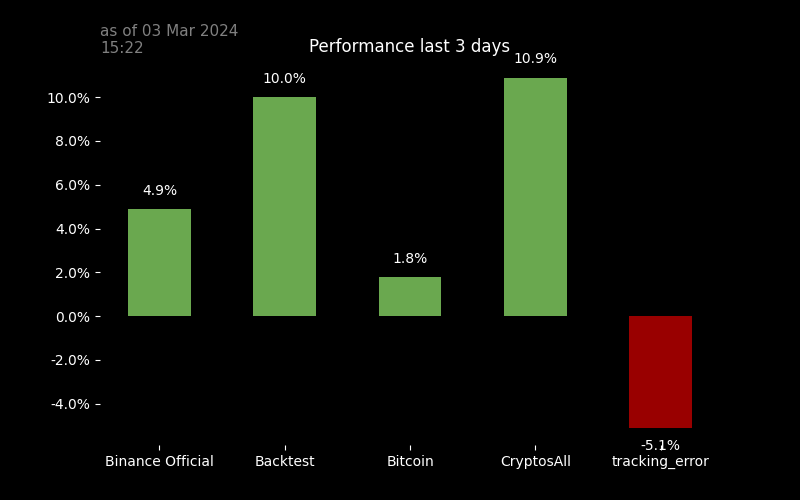 as of 03 Mar 2024
15:22
Performance last 3 days
10.9%
10.0%
4.9%
1.8%
-5.1%
10.0%
8.0%
6.0%
4.0%
2.0%
0.0%
-2.0%
-4.0%
Binance Official
Backtest
Bitcoin
CryptosAll
tracking_error